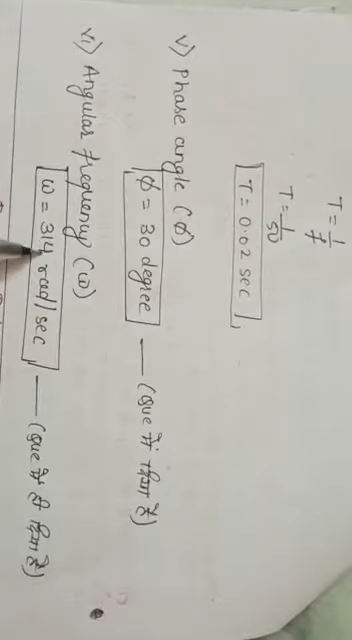 T = 1/f
T = 1/50
T = 0.02 sec
v) Phase angle (ϕ)
ϕ = 30 degree — (que में
vi) Angular frequency (ω)
ω = 314 rad/sec — (que में